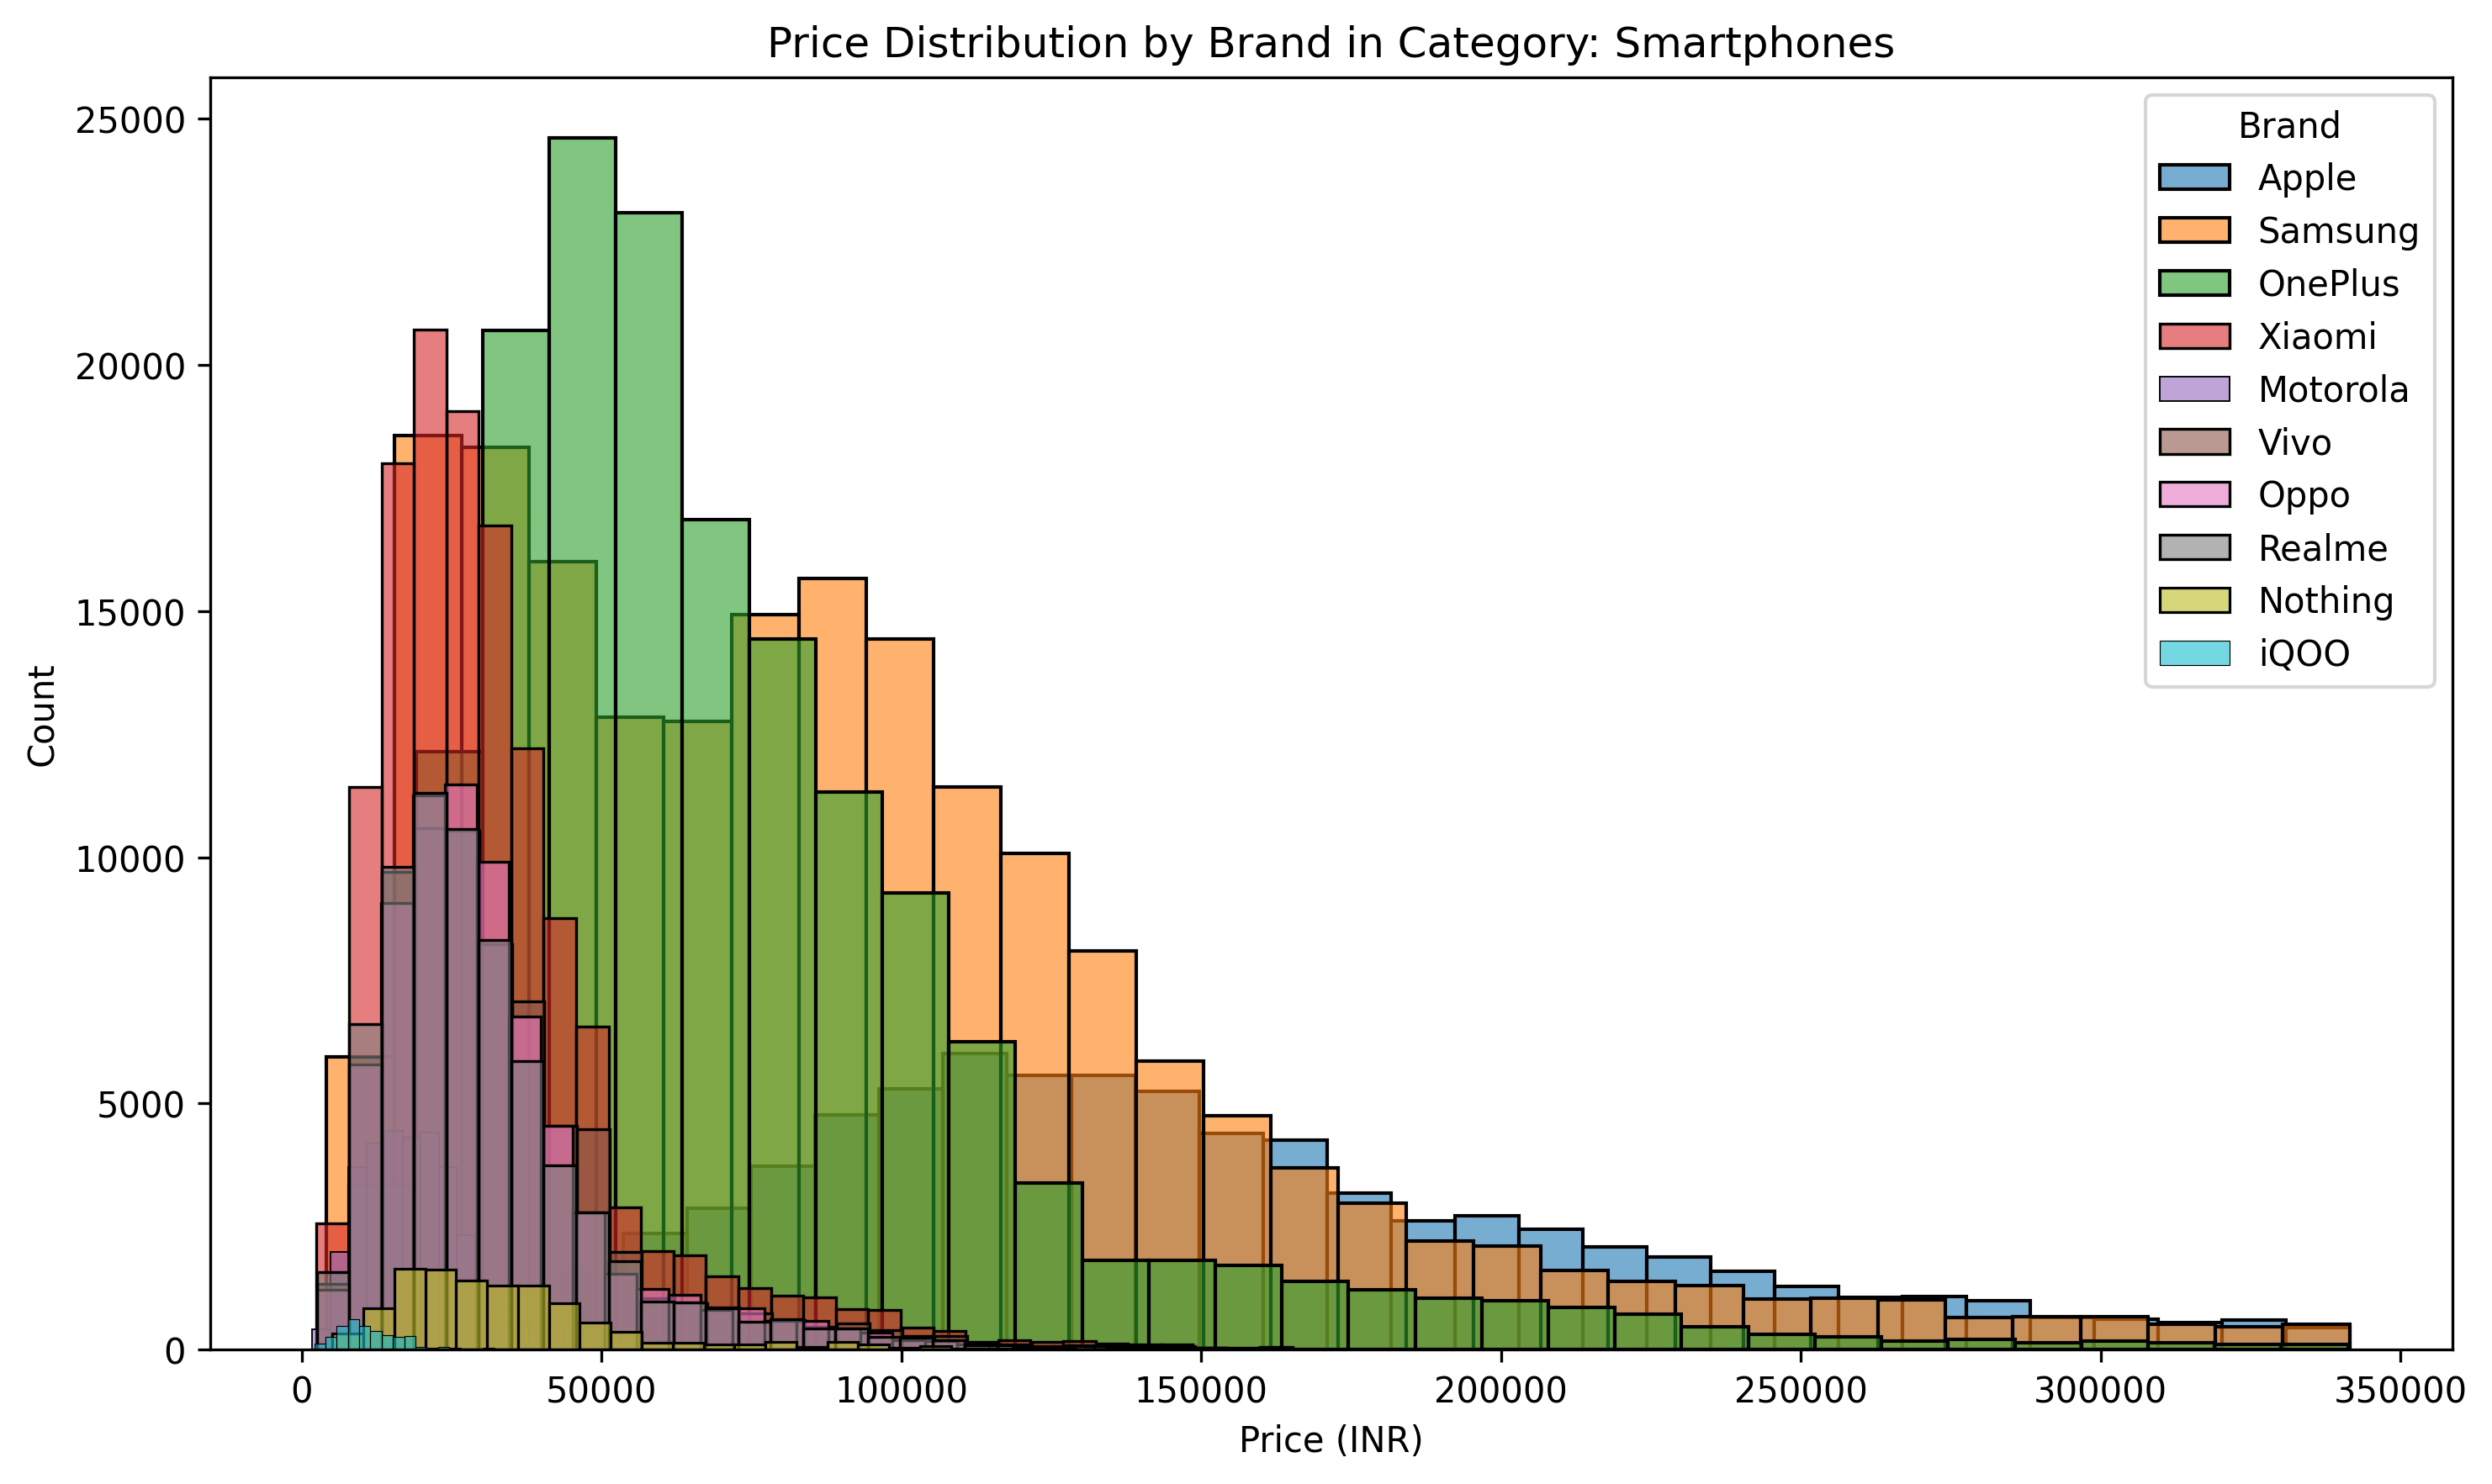 Price Distribution by Brand in Category: Smartphones
25000
20000
15000
10000
5000
0
Count
0
50000
100000
150000
200000
250000
300000
350000
Price (INR)
Brand
Apple
Samsung
OnePlus
Xiaomi
Motorola
Vivo
Oppo
Realme
Nothing
iQOO